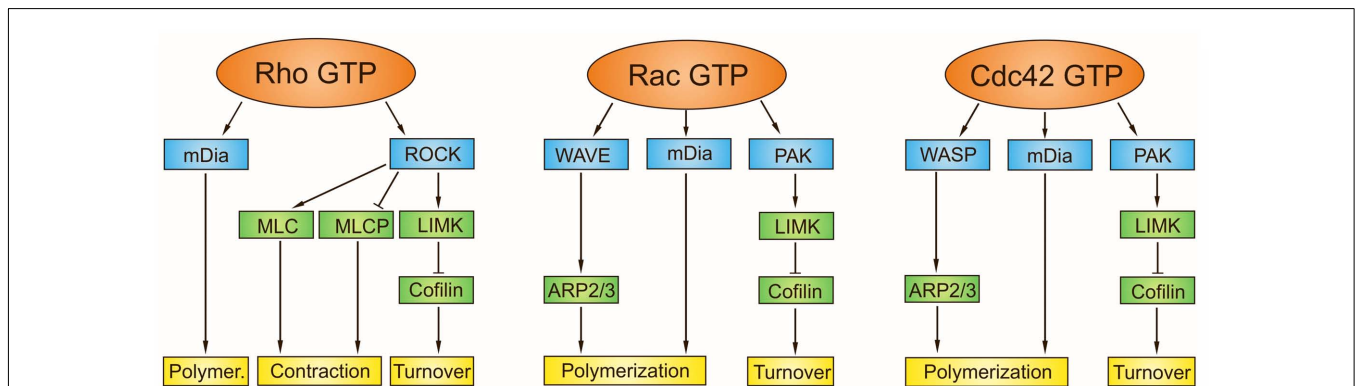 Rho GTP
Rac GTP
Cdc42 GTP
mDia
ROCK
WAVE
mDia
PAK
WASP
mDia
PAK
MLC
MLCP
LIMK
LIMK
LIMK
Cofilin
ARP2/3
Cofilin
ARP2/3
Cofilin
Polymer.
Contraction
Turnover
Polymerization
Turnover
Polymerization
Turnover